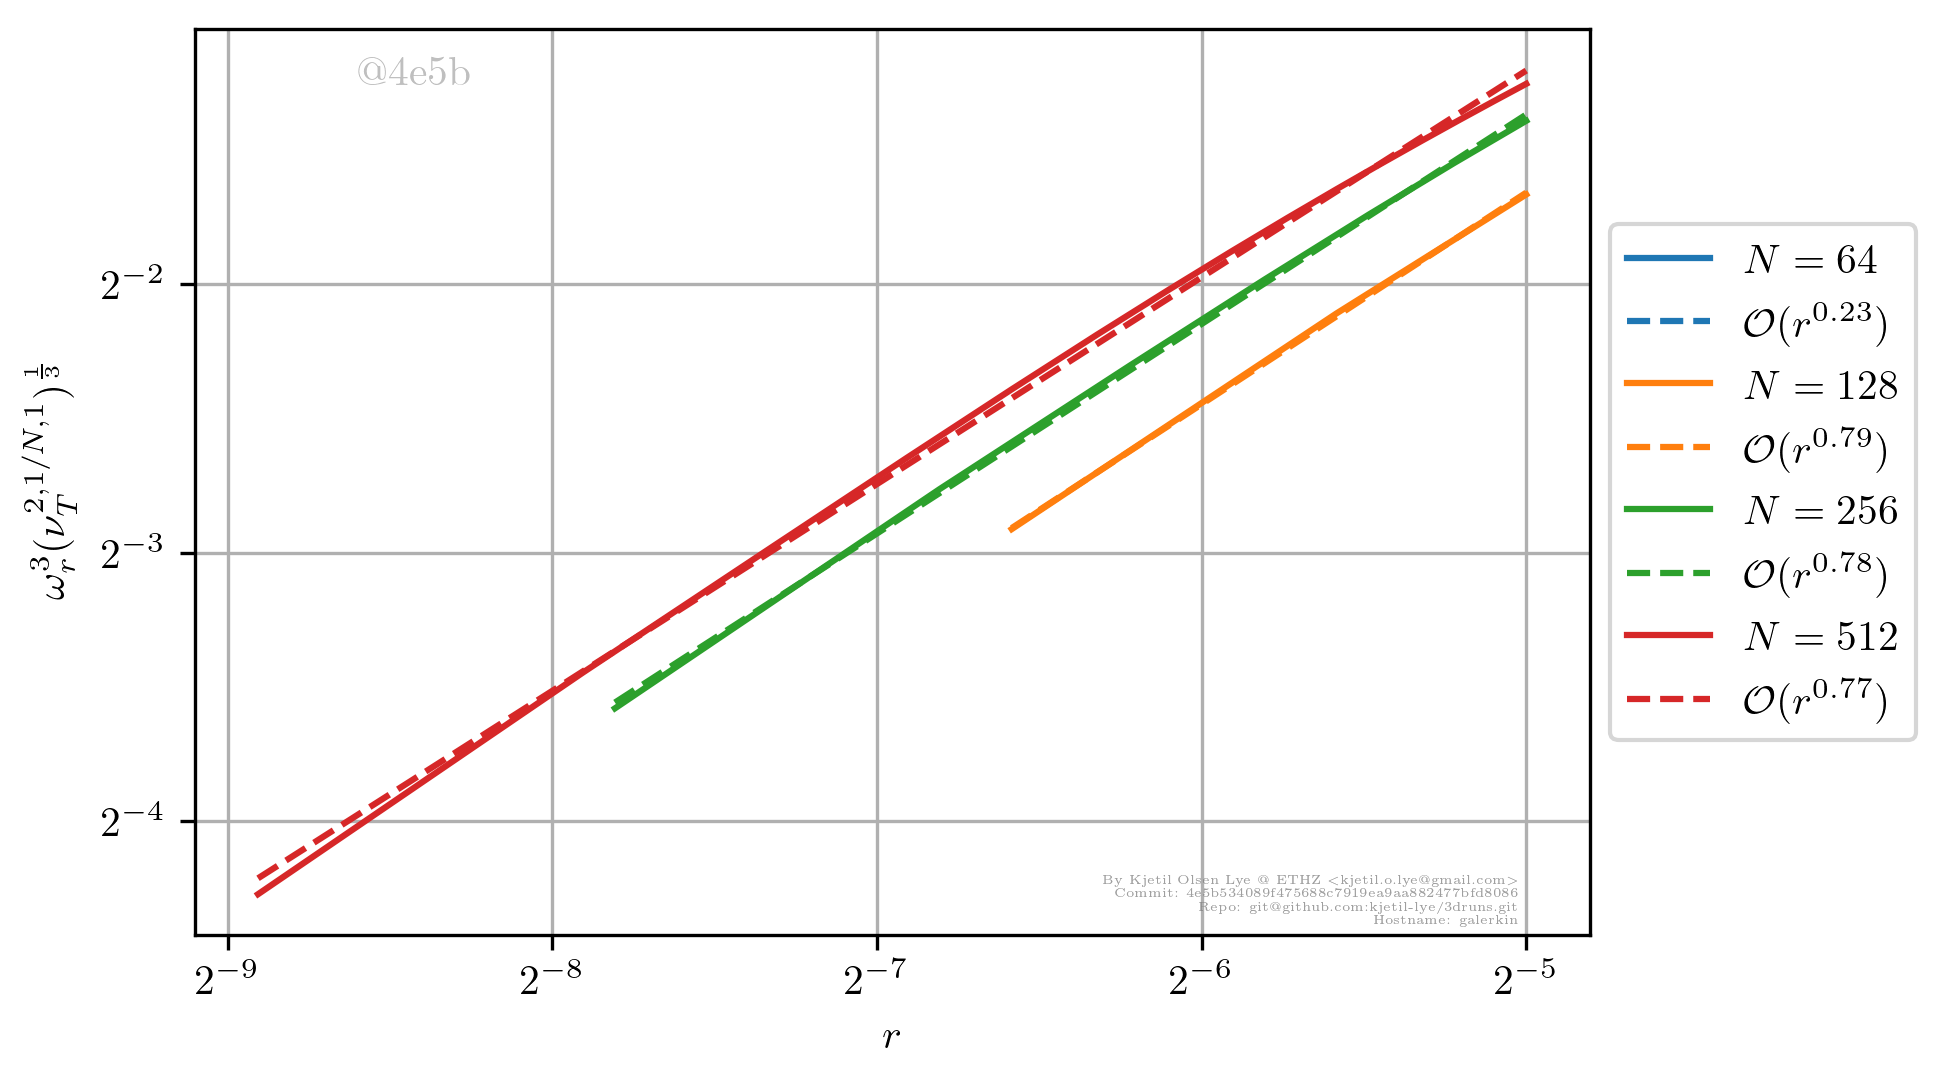 @4e5b
2^{-2}
2^{-3}
2^{-4}
ω_r^3(ν_T^{2,1/N,1})^{\frac{1}{3}}
N = 64
𝒪(r^{0.23})
N = 128
𝒪(r^{0.79})
N = 256
𝒪(r^{0.78})
N = 512
𝒪(r^{0.77})
By Kjetil Olsen Lye @ ETHZ <kjetil.o.lye@gmail.com>
Commit: 4e5b534089f475688c7919ea9aa882477bfd8086
Repo: git@github.com:kjetil-lye/3druns.git
Hostname: galerkin
2^{-9} 2^{-8} 2^{-7} 2^{-6} 2^{-5}
r